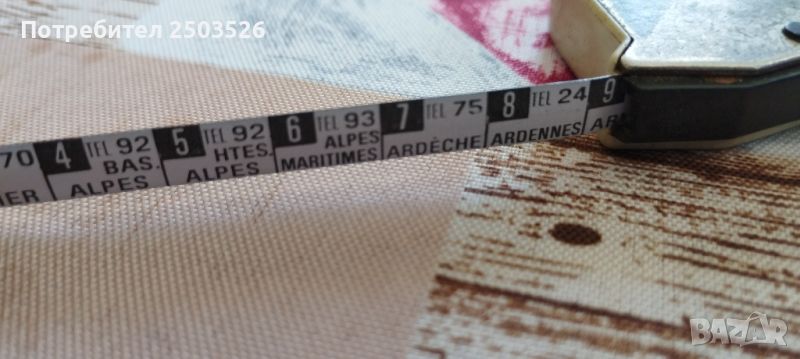 Потребител 2503526
70 4 TEL 92 5 TEL 92 6 TEL 93 7 TEL 75 8 TEL 24 9
BAS. HTES. ALPES ARDÈCHE ARDENNES
ALPES ALPES MARITIMES
BAZAR